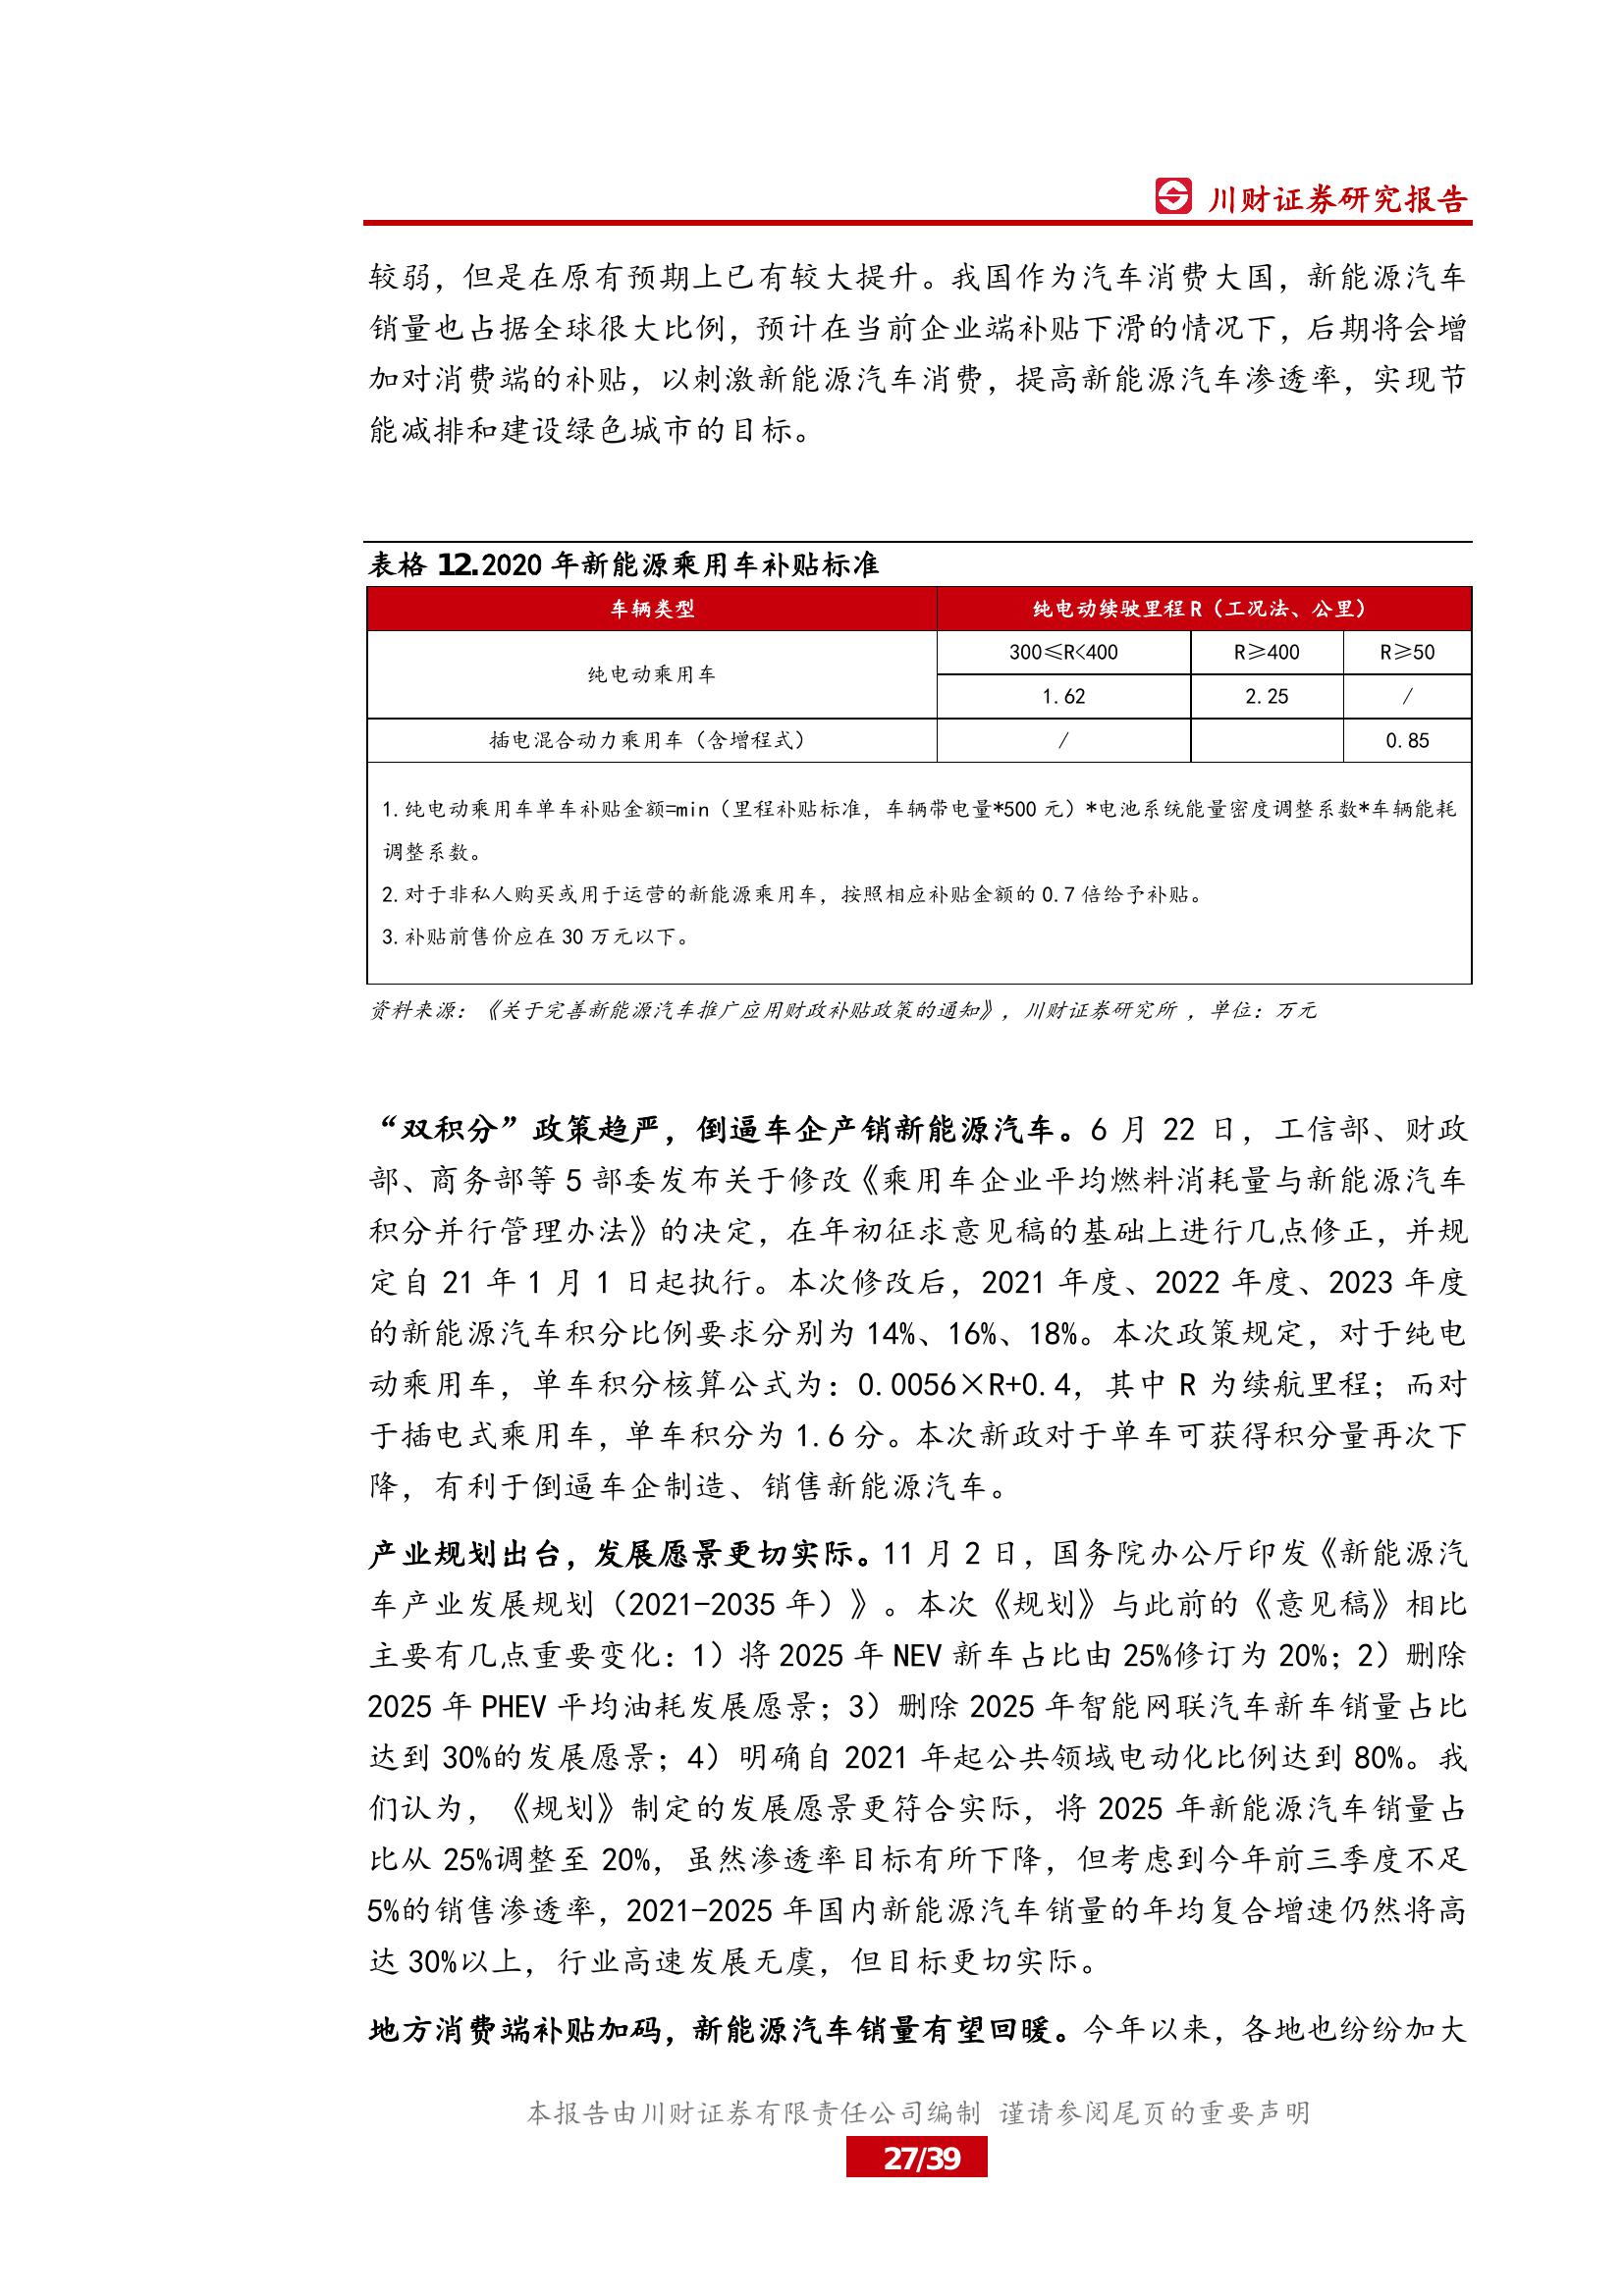 川财证券研究报告
较弱，但是在原有预期上已有较大提升。我国作为汽车消费大国，新能源汽车
销量也占据全球很大比例，预计在当前企业端补贴下滑的情况下，后期将会增
加对消费端的补贴，以刺激新能源汽车消费，提高新能源汽车渗透率，实现节
能减排和建设绿色城市的目标。
表格 12.2020 年新能源乘用车补贴标准
车辆类型 纯电动续驶里程 R（工况法、公里）
纯电动乘用车 300≤R<400 R≥400 R≥50
1.62 2.25 /
插电混合动力乘用车（含增程式） / 0.85
1.纯电动乘用车单车补贴金额=min（里程补贴标准，车辆带电量*500 元）*电池系统能量密度调整系数*车辆能耗
调整系数。
2.对于非私人购买或用于运营的新能源乘用车，按照相应补贴金额的 0.7 倍给予补贴。
3.补贴前售价应在 30 万元以下。
资料来源：《关于完善新能源汽车推广应用财政补贴政策的通知》，川财证券研究所 ，单位：万元
“双积分”政策趋严，倒逼车企产销新能源汽车。6 月 22 日，工信部、财政
部、商务部等 5 部委发布关于修改《乘用车企业平均燃料消耗量与新能源汽车
积分并行管理办法》的决定，在年初征求意见稿的基础上进行几点修正，并规
定自 21 年 1 月 1 日起执行。本次修改后，2021 年度、2022 年度、2023 年度
的新能源汽车积分比例要求分别为 14%、16%、18%。本次政策规定，对于纯电
动乘用车，单车积分核算公式为：0.0056×R+0.4，其中 R 为续航里程；而对
于插电式乘用车，单车积分为 1.6 分。本次新政对于单车可获得积分量再次下
降，有利于倒逼车企制造、销售新能源汽车。
产业规划出台，发展愿景更切实际。11 月 2 日，国务院办公厅印发《新能源汽
车产业发展规划（2021-2035 年）》。本次《规划》与此前的《意见稿》相比
主要有几点重要变化：1）将 2025 年 NEV 新车占比由 25%修订为 20%；2）删除
2025 年 PHEV 平均油耗发展愿景；3）删除 2025 年智能网联汽车新车销量占比
达到 30%的发展愿景；4）明确自 2021 年起公共领域电动化比例达到 80%。我
们认为，《规划》制定的发展愿景更符合实际，将 2025 年新能源汽车销量占
比从 25%调整至 20%，虽然渗透率目标有所下降，但考虑到今年前三季度不足
5%的销售渗透率，2021-2025 年国内新能源汽车销量的年均复合增速仍然将高
达 30%以上，行业高速发展无虞，但目标更切实际。
地方消费端补贴加码，新能源汽车销量有望回暖。今年以来，各地也纷纷加大
本报告由川财证券有限责任公司编制 谨请参阅尾页的重要声明
27/39